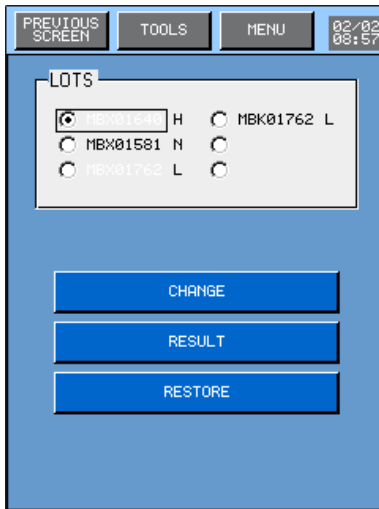 PREVIOUS SCREEN
TOOLS
MENU
02/02
08:57
LOTS
MBX01640 H
MBK01762 L
MBX01581 N
MBX01762 L
CHANGE
RESULT
RESTORE